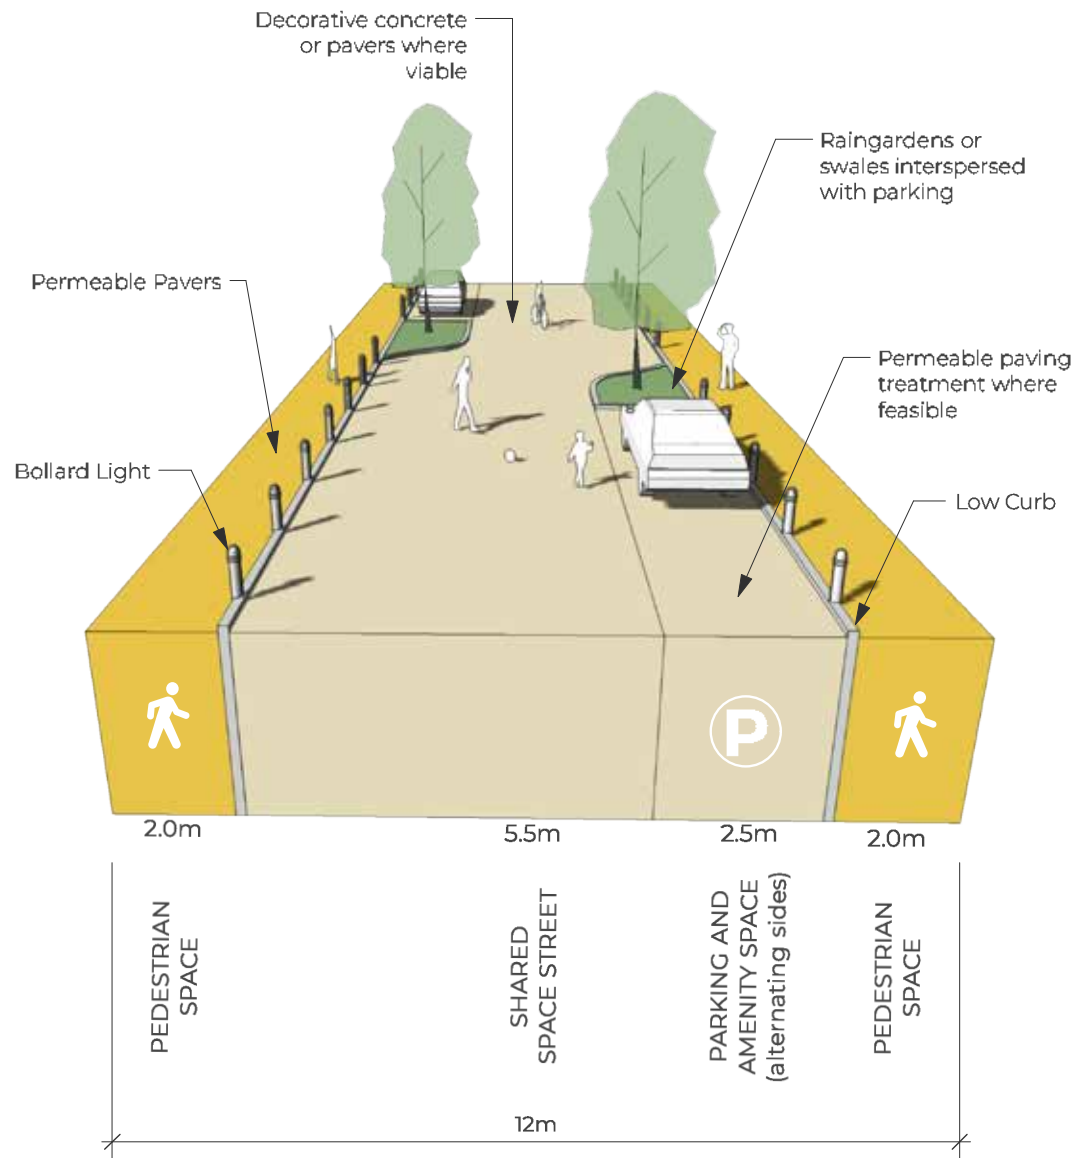 Decorative concrete
or pavers where
viable
Raingardens or
swales interspersed
with parking
Permeable Pavers
Permeable paving
treatment where
feasible
Bollard Light
Low Curb
P
2.0m
5.5m
2.5m
2.0m
PEDESTRIAN
SPACE
SHARED
SPACE STREET
PARKING AND
AMENITY SPACE
(alternating sides)
PEDESTRIAN
SPACE
12m